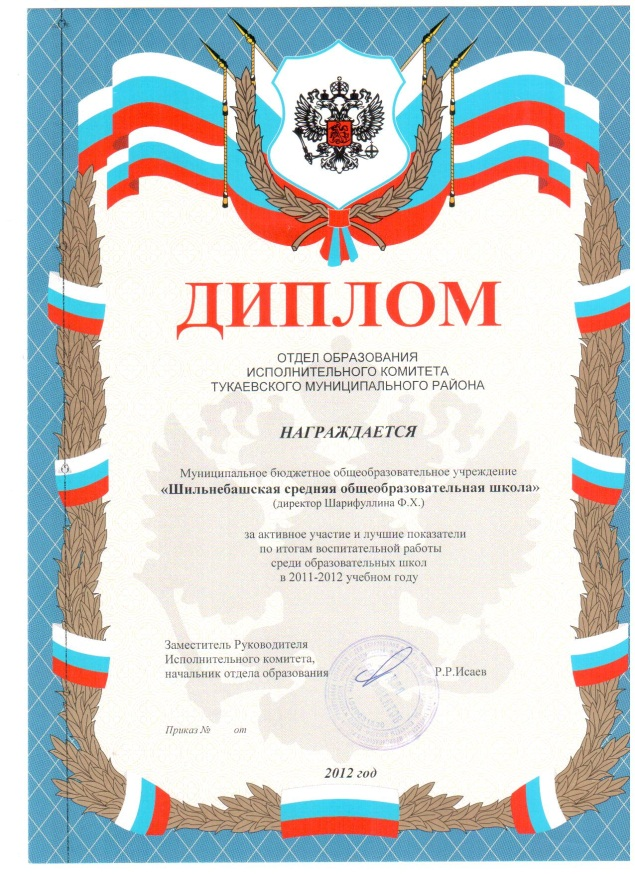 ДИПЛОМ
ОТДЕЛ ОБРАЗОВАНИЯ
ИСПОЛНИТЕЛЬНОГО КОМИТЕТА
ТУКАЕВСКОГО МУНИЦИПАЛЬНОГО РАЙОНА
НАГРАЖДАЕТСЯ
Муниципальное бюджетное общеобразовательное учреждение
«Шильнебашская средняя общеобразовательная школа»
(директор Шарифуллина Ф.Х.)
за активное участие и лучшие показатели
по итогам воспитательной работы
среди образовательных школ
в 2011-2012 учебном году
Заместитель Руководителя
Исполнительного комитета,
начальник отдела образования Р.Р.Исаев
Приказ № от
2012 год